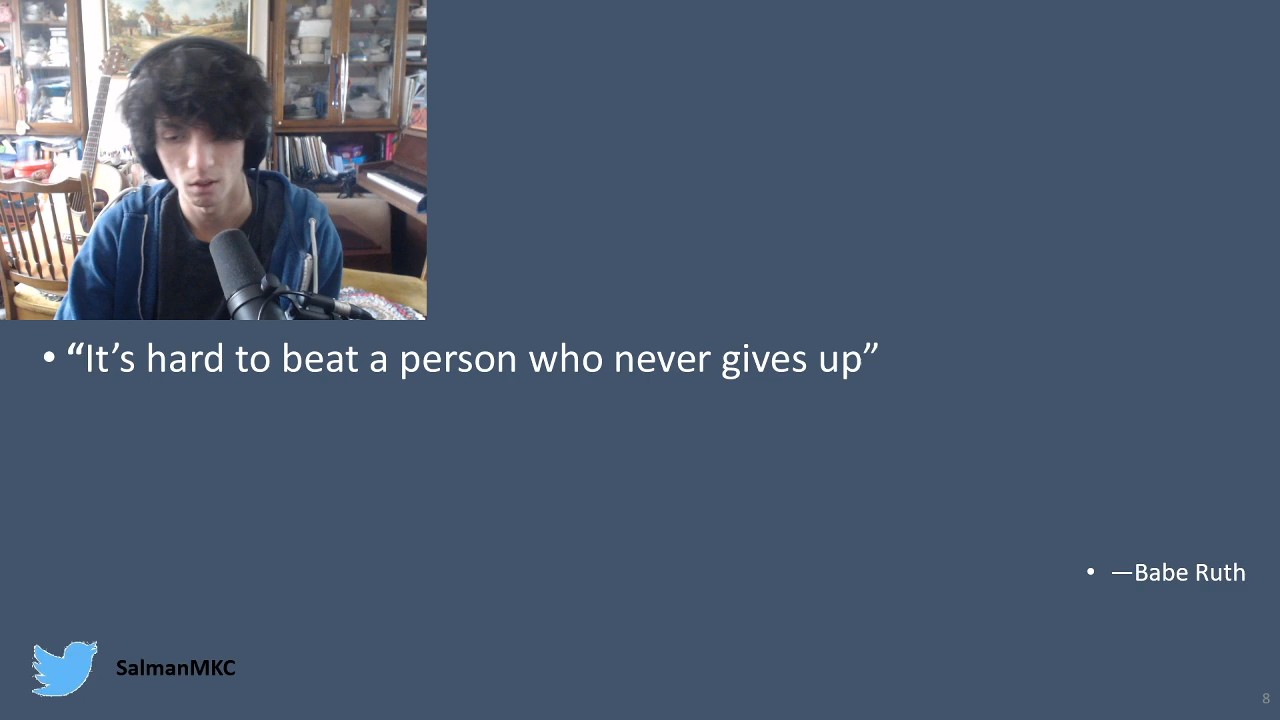 • “It’s hard to beat a person who never gives up”
• —Babe Ruth
SalmanMKC
8